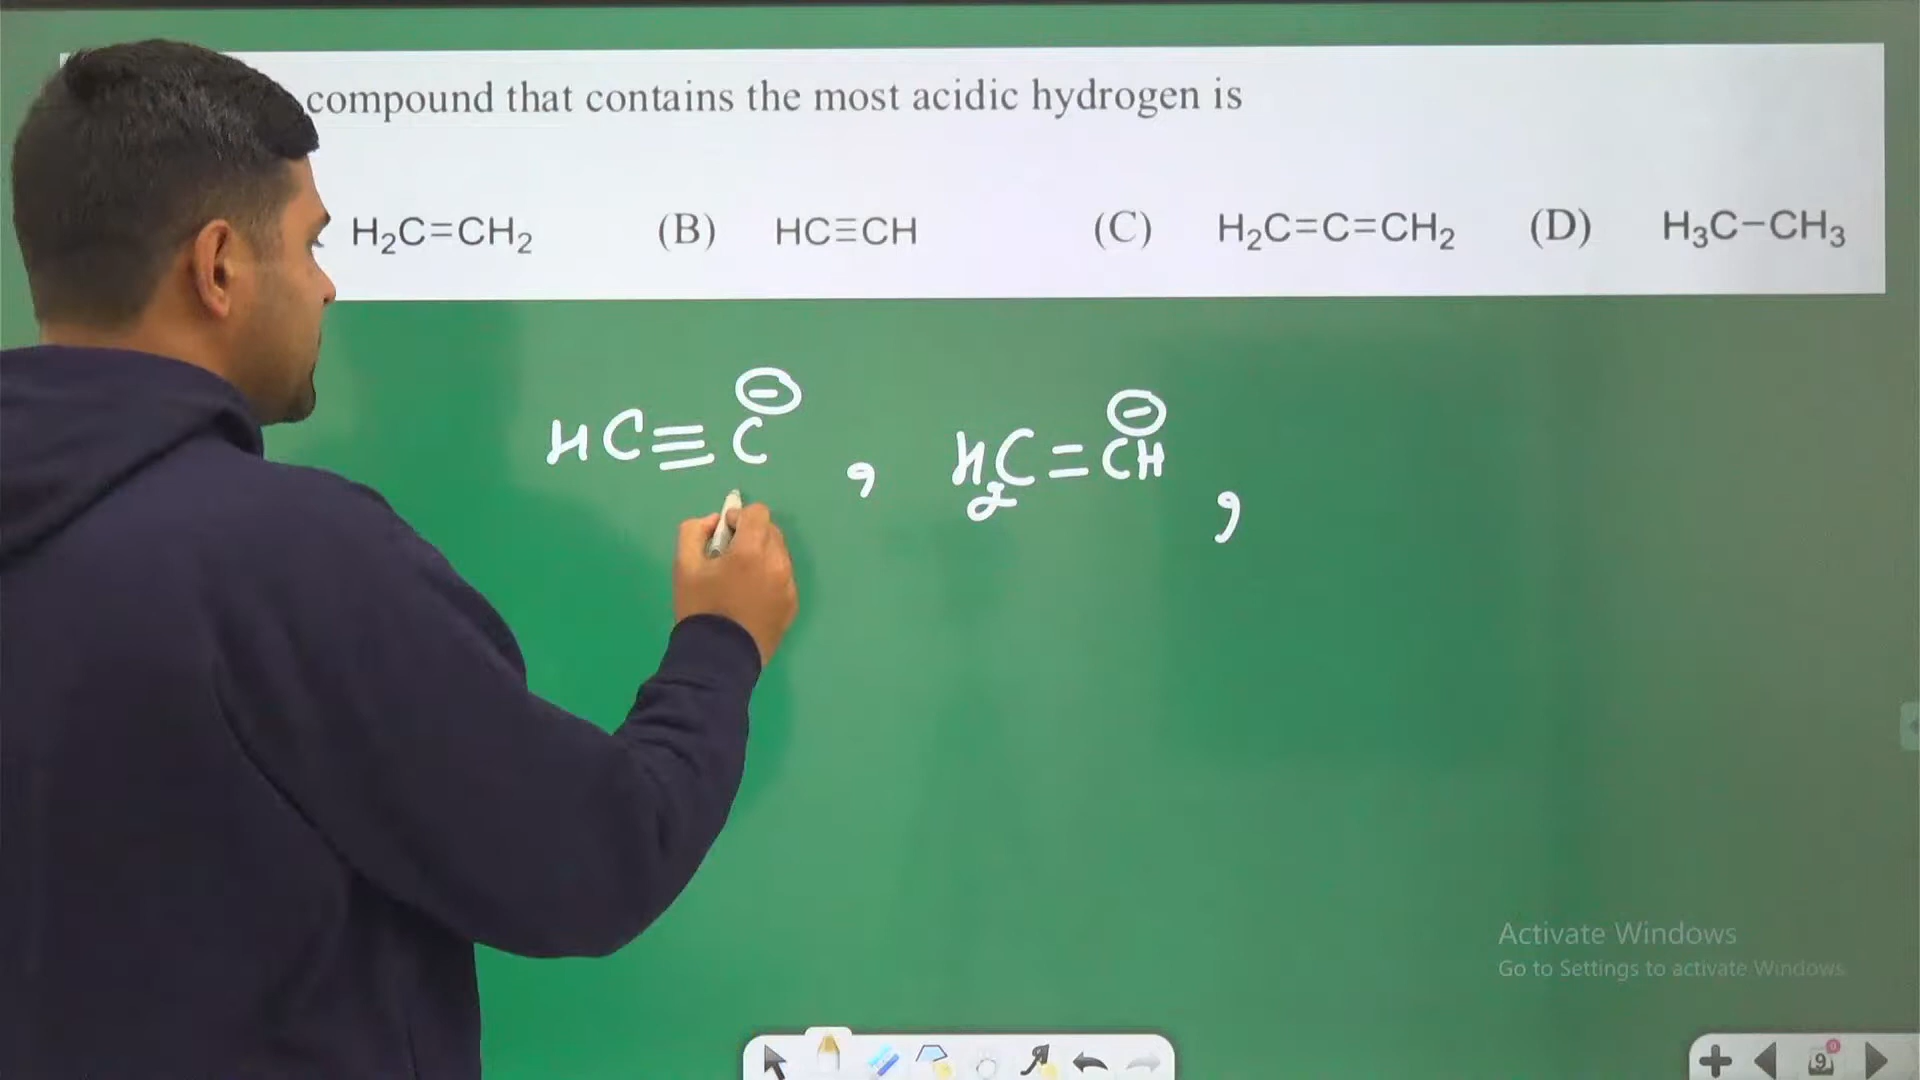 compound that contains the most acidic hydrogen is
H₂C=CH₂ (B) HC≡CH (C) H₂C=C=CH₂ (D) H₃C−CH₃
HC≡C⊖ , H₂C=CH⊖ ,
Activate Windows
Go to Settings to activate Windows.
9